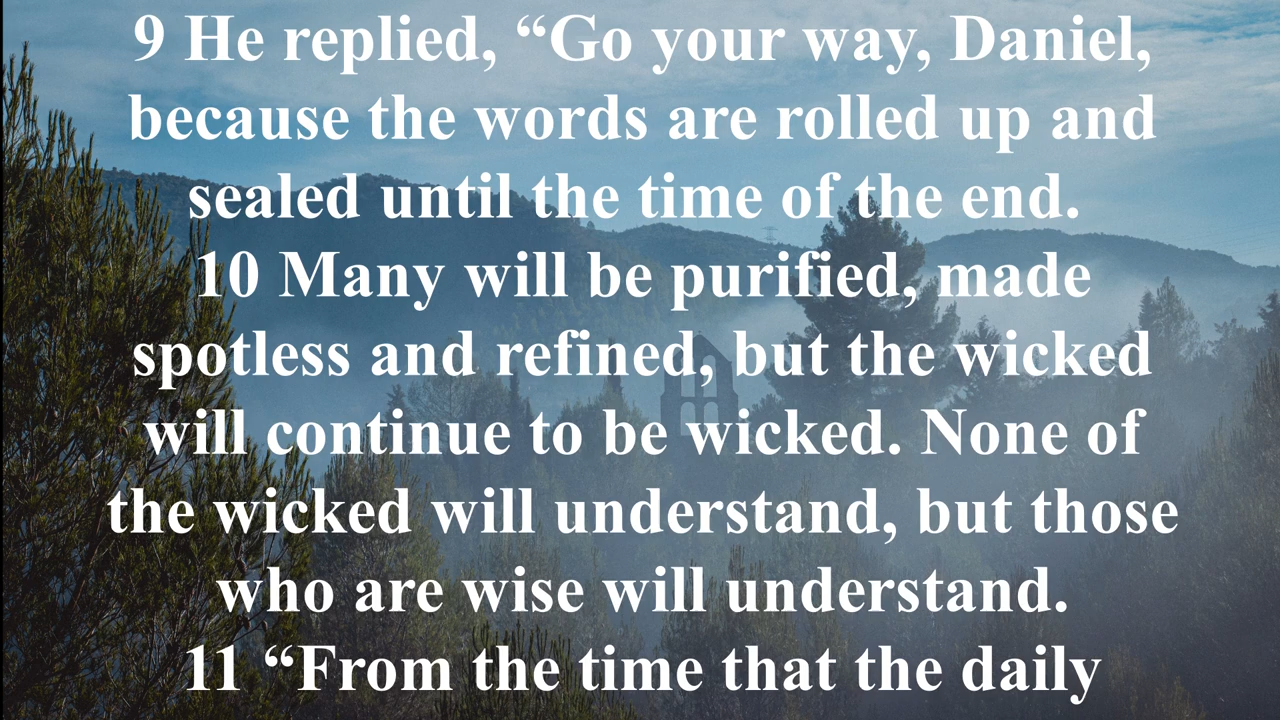 9 He replied, “Go your way, Daniel,
because the words are rolled up and
sealed until the time of the end.
10 Many will be purified, made
spotless and refined, but the wicked
will continue to be wicked. None of
the wicked will understand, but those
who are wise will understand.
11 “From the time that the daily